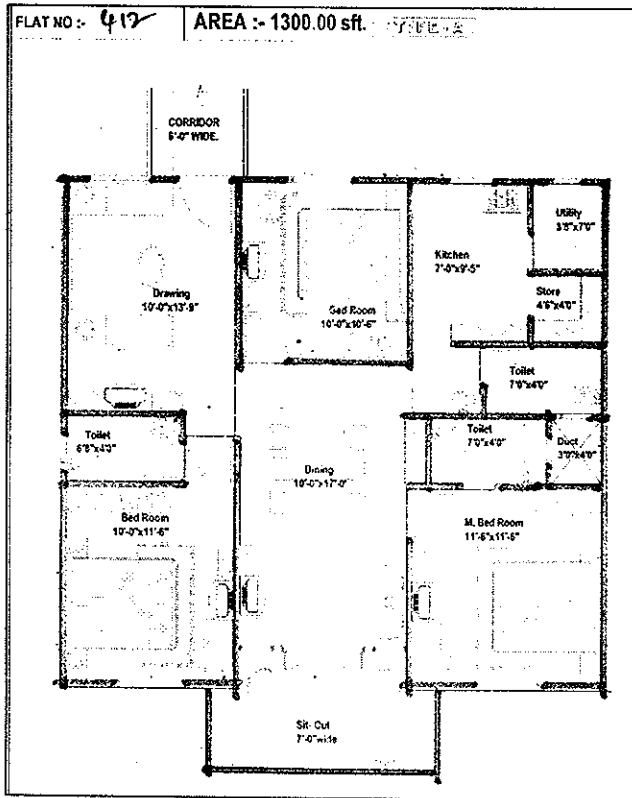 FLAT NO :- 412
AREA :- 1300.00 sft.
TYPE - A
CORRIDOR
6'-0" WIDE.
Drawing
10'-0"x13'-9"
Bed Room
10'-0"x10'-6"
Kitchen
7'-0"x9'-5"
Utility
3'6"x7'0"
Store
4'6"x4'0"
Toilet
7'0"x4'0"
Toilet
6'8"x4'0"
Toilet
7'0"x4'0"
Duct
3'0"x4'0"
Dining
10'-0"x17'-0"
Bed Room
10'-0"x11'-6"
M. Bed Room
11'-6"x11'-6"
Sit- Out
7'-0"wide